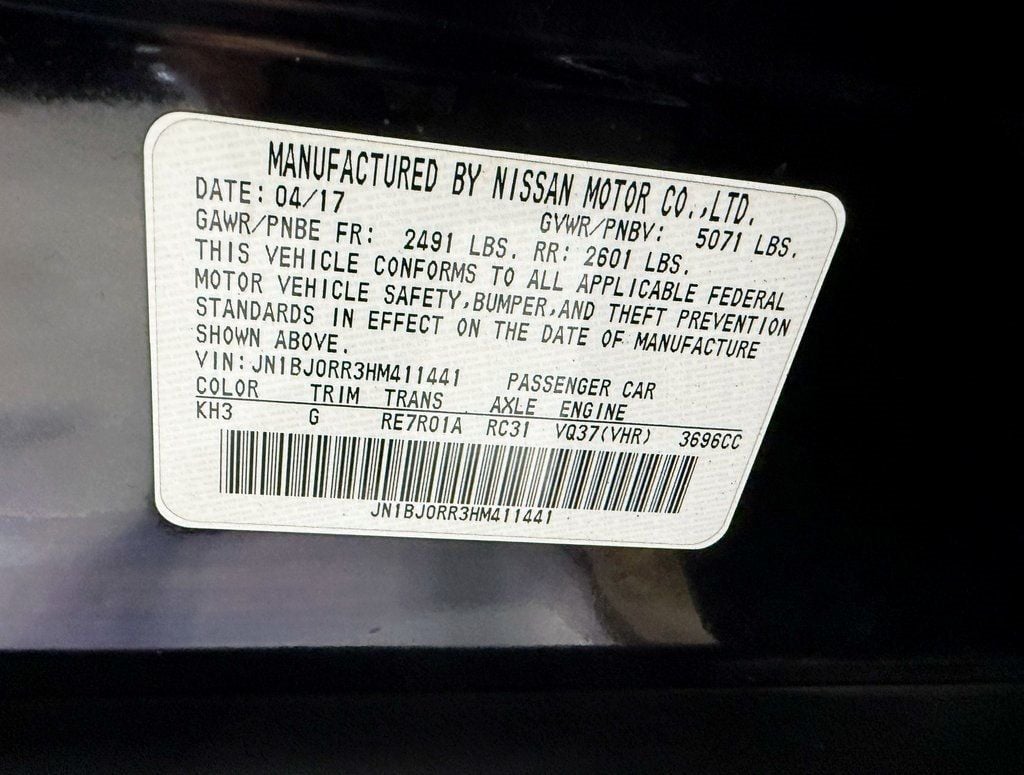 MANUFACTURED BY NISSAN MOTOR CO.,LTD.
DATE: 04/17 GVWR/PNBV: 5071 LBS.
GAWR/PNBE FR: 2491 LBS. RR: 2601 LBS.
THIS VEHICLE CONFORMS TO ALL APPLICABLE FEDERAL
MOTOR VEHICLE SAFETY,BUMPER,AND THEFT PREVENTION
STANDARDS IN EFFECT ON THE DATE OF MANUFACTURE
SHOWN ABOVE.
VIN: JN1BJ0RR3HM411441 PASSENGER CAR
COLOR TRIM TRANS AXLE ENGINE
KH3 G RE7R01A RC31 VQ37(VHR) 3696CC
JN1BJ0RR3HM411441